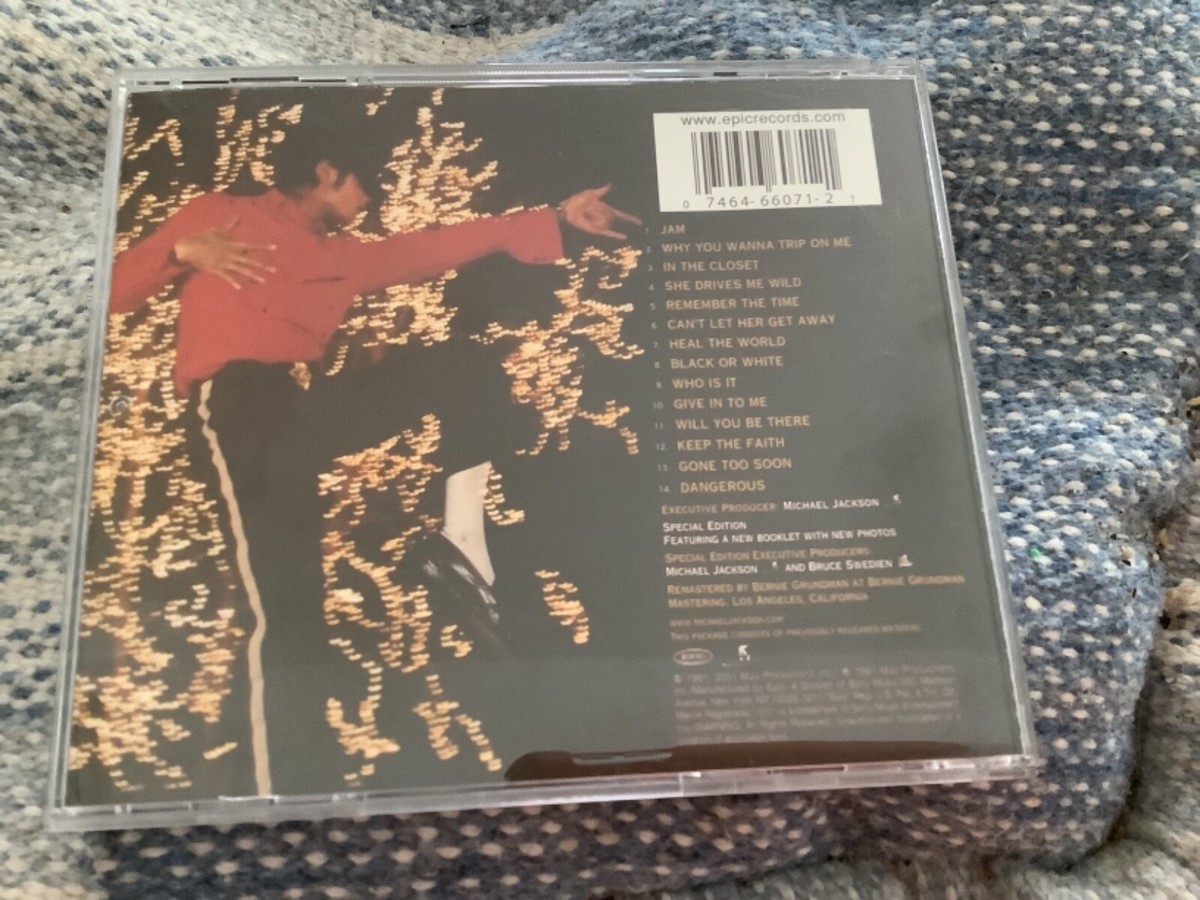 www.epicrecords.com
0 7464-66071-2 1
1. JAM
2. WHY YOU WANNA TRIP ON ME
3. IN THE CLOSET
4. SHE DRIVES ME WILD
5. REMEMBER THE TIME
6. CAN'T LET HER GET AWAY
7. HEAL THE WORLD
8. BLACK OR WHITE
9. WHO IS IT
10. GIVE IN TO ME
11. WILL YOU BE THERE
12. KEEP THE FAITH
13. GONE TOO SOON
14. DANGEROUS
EXECUTIVE PRODUCER: MICHAEL JACKSON
SPECIAL EDITION
FEATURING A NEW BOOKLET WITH NEW PHOTOS
SPECIAL EDITION EXECUTIVE PRODUCERS:
MICHAEL JACKSON AND BRUCE SWEDIEN
REMASTERED BY BERNIE GRUNDMAN AT BERNIE GRUNDMAN
MASTERING, LOS ANGELES, CALIFORNIA
WWW.MICHAELJACKSON.COM
THIS PACKAGE CONSISTS OF PREVIOUSLY RELEASED MATERIAL.